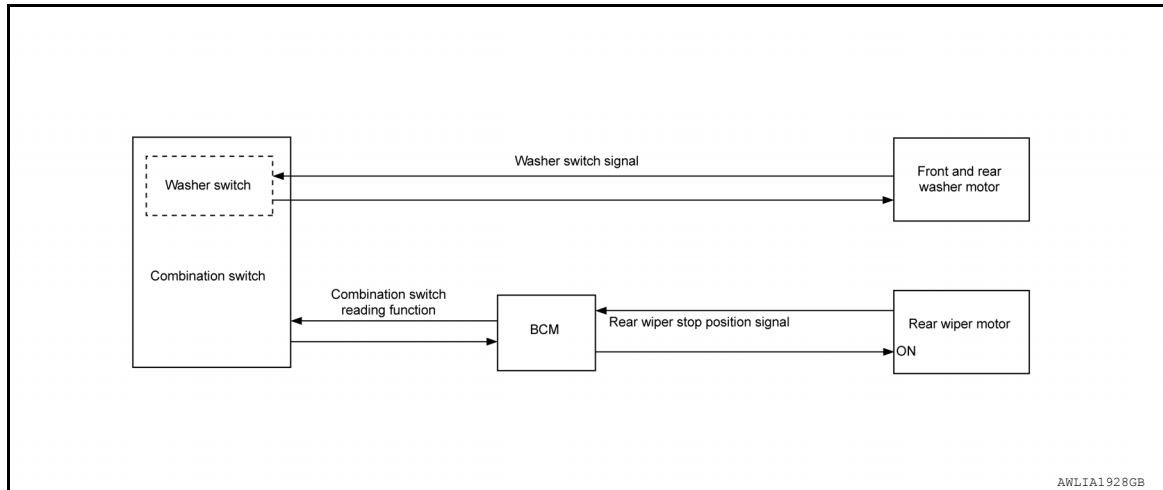 Washer switch signal
Washer switch
Front and rear
washer motor
Combination switch
Combination switch
reading function
BCM
Rear wiper stop position signal
Rear wiper motor
ON
AWLIA1928GB